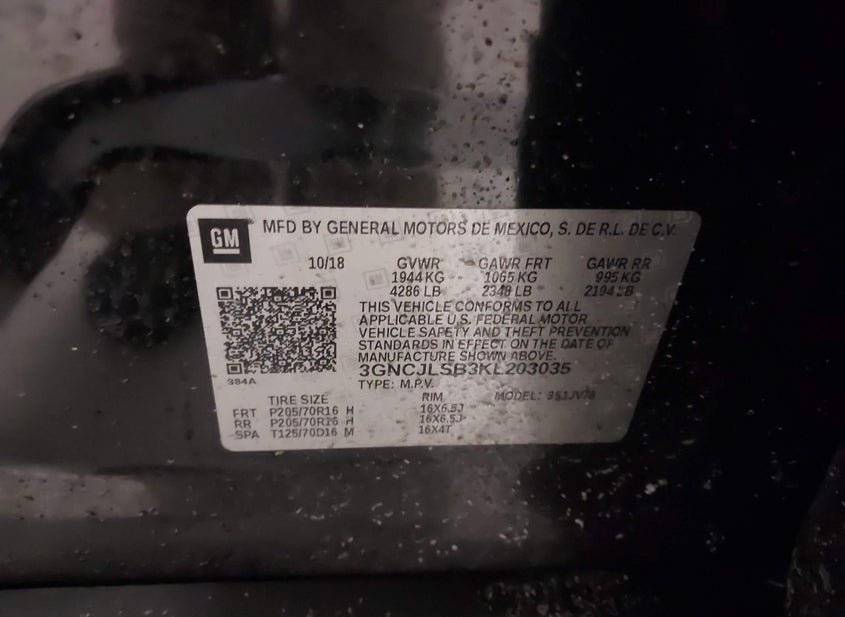 GM
MFD BY GENERAL MOTORS DE MEXICO, S. DE R.L. DE C.V.
10/18 GVWR GAWR FRT GAWR RR
1944 KG 1065 KG 995 KG
4286 LB 2348 LB 2194 LB
THIS VEHICLE CONFORMS TO ALL
APPLICABLE U.S. FEDERAL MOTOR
VEHICLE SAFETY AND THEFT PREVENTION
STANDARDS IN EFFECT ON THE DATE OF
MANUFACTURE SHOWN ABOVE.
3GNCJLSB3KL203035
384A TYPE: M.P.V.
TIRE SIZE RIM MODEL: 
FRT P205/70R16 H 16X6.5J
RR P205/70R16 H 16X6.5J
SPA T125/70D16 M 16X4T